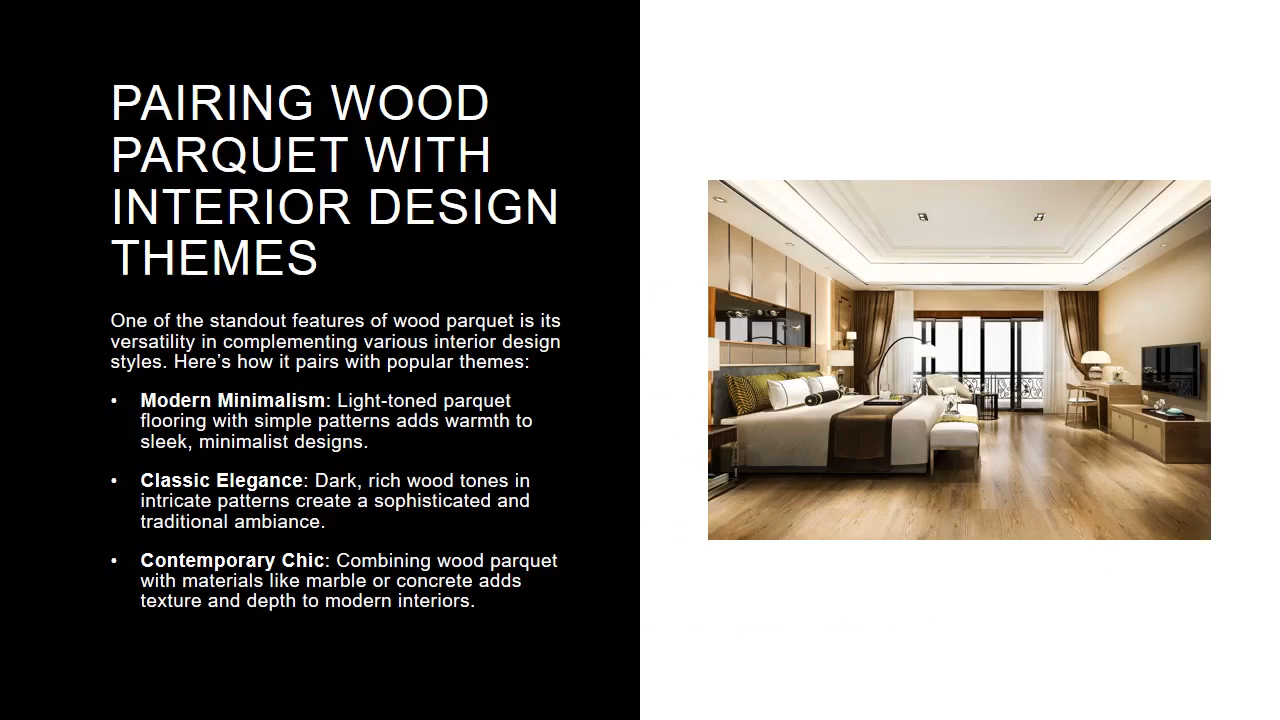 PAIRING WOOD
PARQUET WITH
INTERIOR DESIGN
THEMES
One of the standout features of wood parquet is its
versatility in complementing various interior design
styles. Here’s how it pairs with popular themes:
• Modern Minimalism: Light-toned parquet
flooring with simple patterns adds warmth to
sleek, minimalist designs.
• Classic Elegance: Dark, rich wood tones in
intricate patterns create a sophisticated and
traditional ambiance.
• Contemporary Chic: Combining wood parquet
with materials like marble or concrete adds
texture and depth to modern interiors.